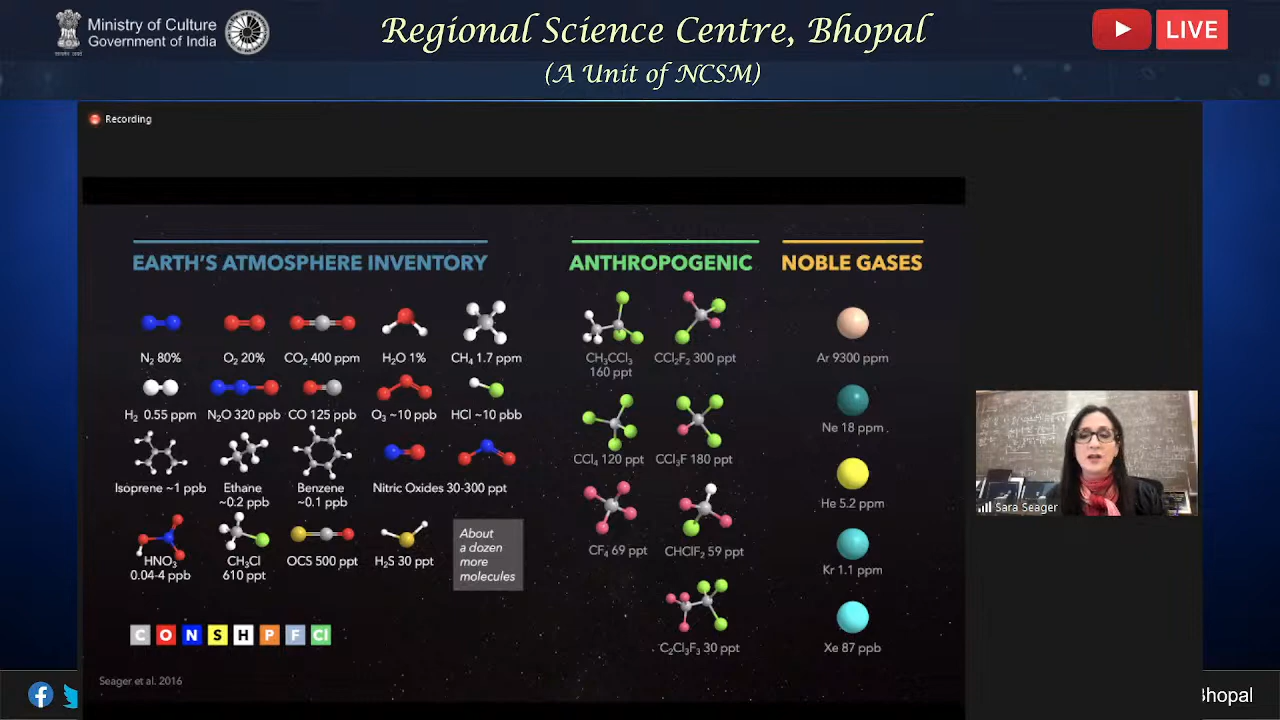 Ministry of Culture
Government of India
Regional Science Centre, Bhopal
(A Unit of NCSM)
LIVE
Recording
EARTH'S ATMOSPHERE INVENTORY
ANTHROPOGENIC
NOBLE GASES
N₂ 80%
O₂ 20%
CO₂ 400 ppm
H₂O 1%
CH₄ 1.7 ppm
H₂ 0.55 ppm
N₂O 320 ppb
CO 125 ppb
O₃ ~10 ppb
HCl ~10 pbb
Isoprene ~1 ppb
Ethane
~0.2 ppb
Benzene
~0.1 ppb
Nitric Oxides 30-300 ppt
HNO₃
0.04-4 ppb
CH₃Cl
610 ppt
OCS 500 ppt
H₂S 30 ppt
About
a dozen
more
molecules
C O N S H P F Cl
Seager et al. 2016
CH₃CCl₃
160 ppt
CCl₂F₂ 300 ppt
CCl₄ 120 ppt
CCl₃F 180 ppt
CF₄ 69 ppt
CHClF₂ 59 ppt
C₂Cl₃F₃ 30 ppt
Ar 9300 ppm
Ne 18 ppm
He 5.2 ppm
Kr 1.1 ppm
Xe 87 ppb
Sara Seager
Bhopal